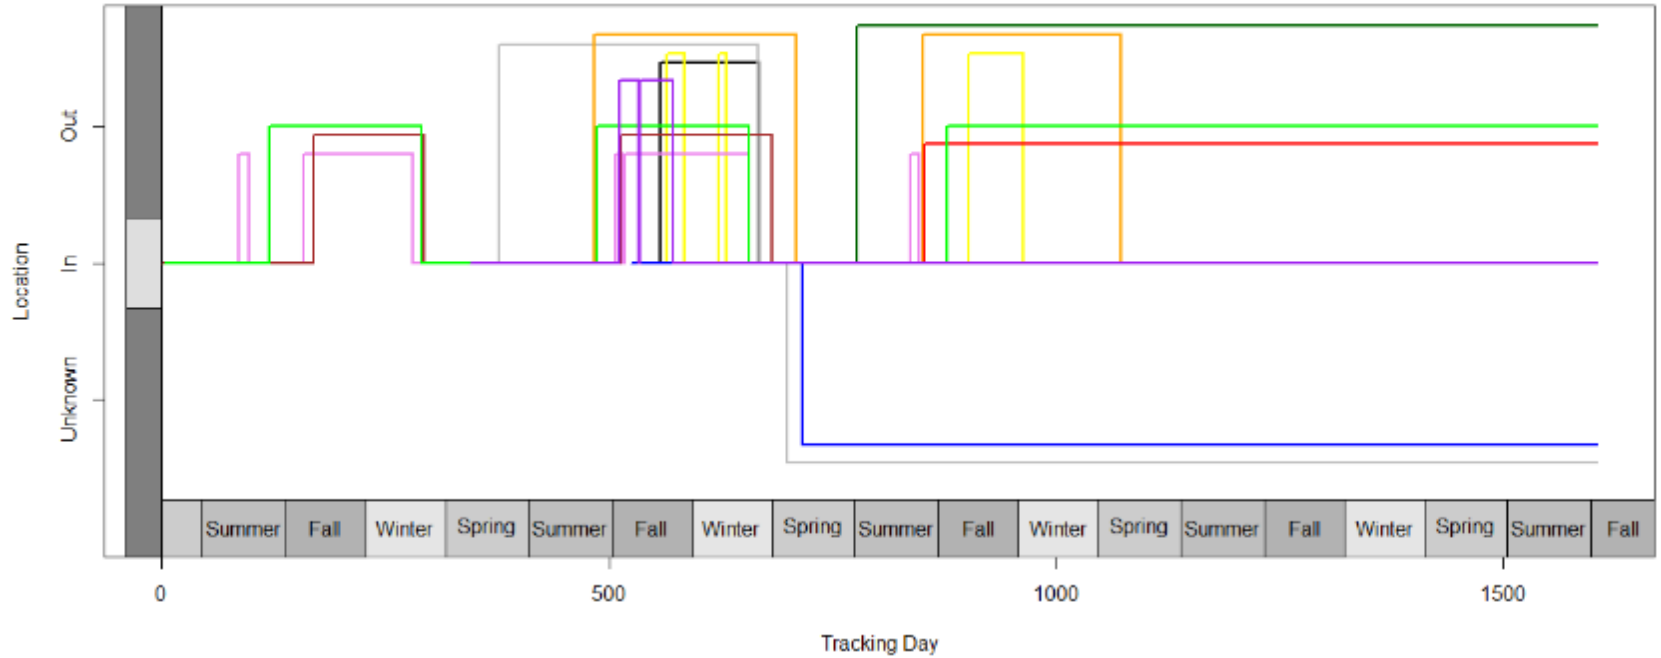 Out
In
Unknown
Location
Summer Fall Winter Spring Summer Fall Winter Spring Summer Fall Winter Spring Summer Fall Winter Spring Summer Fall
0 500 1000 1500
Tracking Day